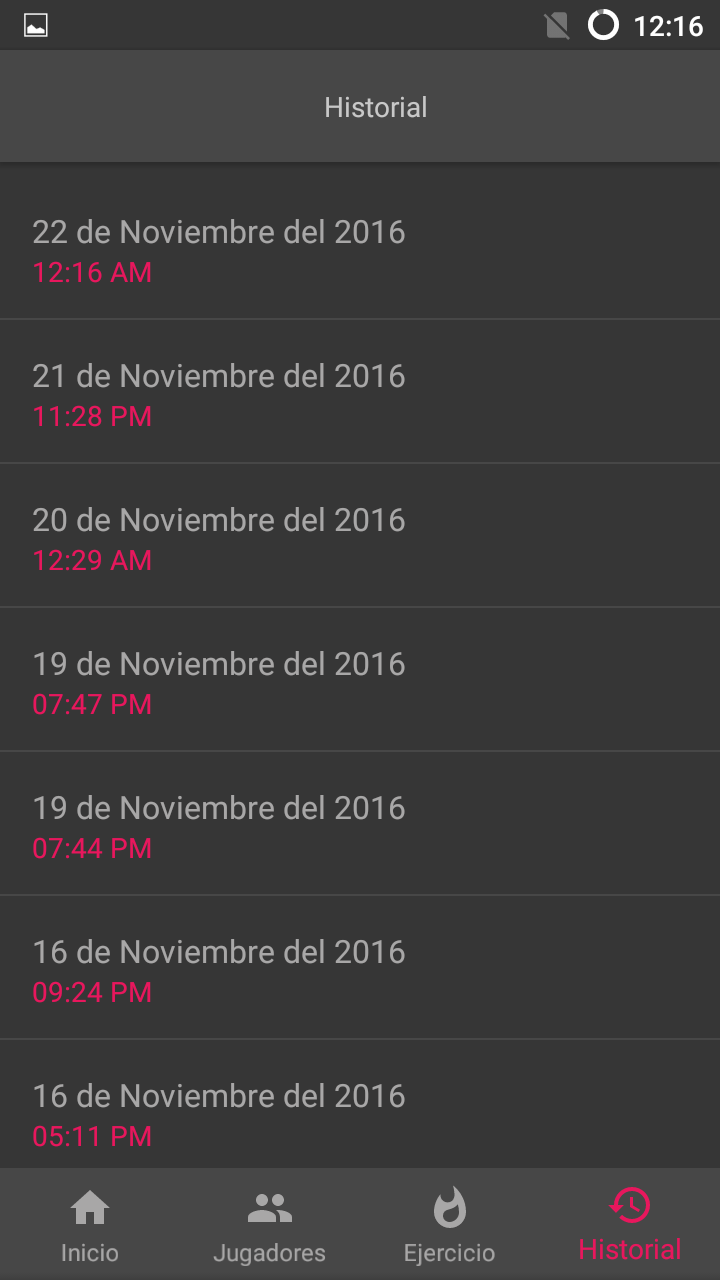 12:16
Historial
22 de Noviembre del 2016
12:16 AM
21 de Noviembre del 2016
11:28 PM
20 de Noviembre del 2016
12:29 AM
19 de Noviembre del 2016
07:47 PM
19 de Noviembre del 2016
07:44 PM
16 de Noviembre del 2016
09:24 PM
16 de Noviembre del 2016
05:11 PM
Inicio Jugadores Ejercicio Historial